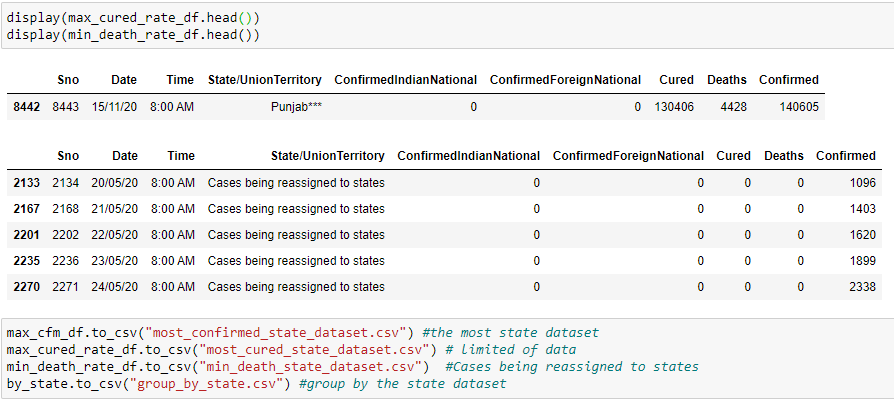 display(max_cured_rate_df.head())
display(min_death_rate_df.head())
Sno Date Time State/UnionTerritory ConfirmedIndianNational ConfirmedForeignNational Cured Deaths Confirmed
8442 8443 15/11/20 8:00 AM Punjab*** 0 0 130406 4428 140605
Sno Date Time State/UnionTerritory ConfirmedIndianNational ConfirmedForeignNational Cured Deaths Confirmed
2133 2134 20/05/20 8:00 AM Cases being reassigned to states 0 0 0 0 1096
2167 2168 21/05/20 8:00 AM Cases being reassigned to states 0 0 0 0 1403
2201 2202 22/05/20 8:00 AM Cases being reassigned to states 0 0 0 0 1620
2235 2236 23/05/20 8:00 AM Cases being reassigned to states 0 0 0 0 1899
2270 2271 24/05/20 8:00 AM Cases being reassigned to states 0 0 0 0 2338
max_cfm_df.to_csv("most_confirmed_state_dataset.csv") #the most state dataset
max_cured_rate_df.to_csv("most_cured_state_dataset.csv") # limited of data
min_death_rate_df.to_csv("min_death_state_dataset.csv")  #Cases being reassigned to states
by_state.to_csv("group_by_state.csv") #group by the state dataset